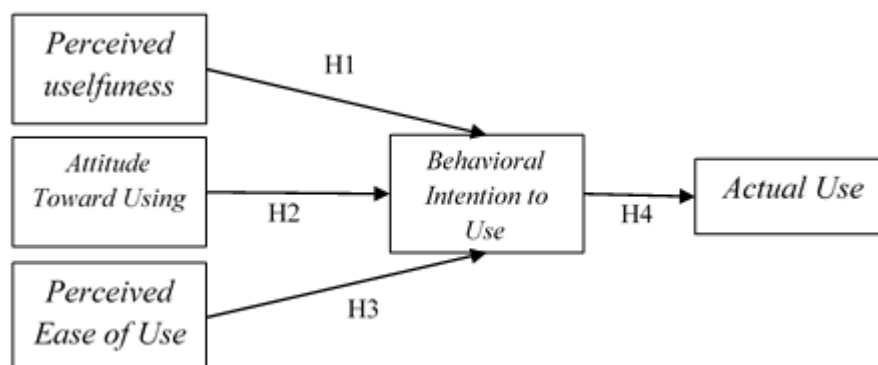 Perceived
uselfuness
H1
Attitude
Toward Using
H2
Behavioral
Intention to
Use
H4
Actual Use
Perceived
Ease of Use
H3